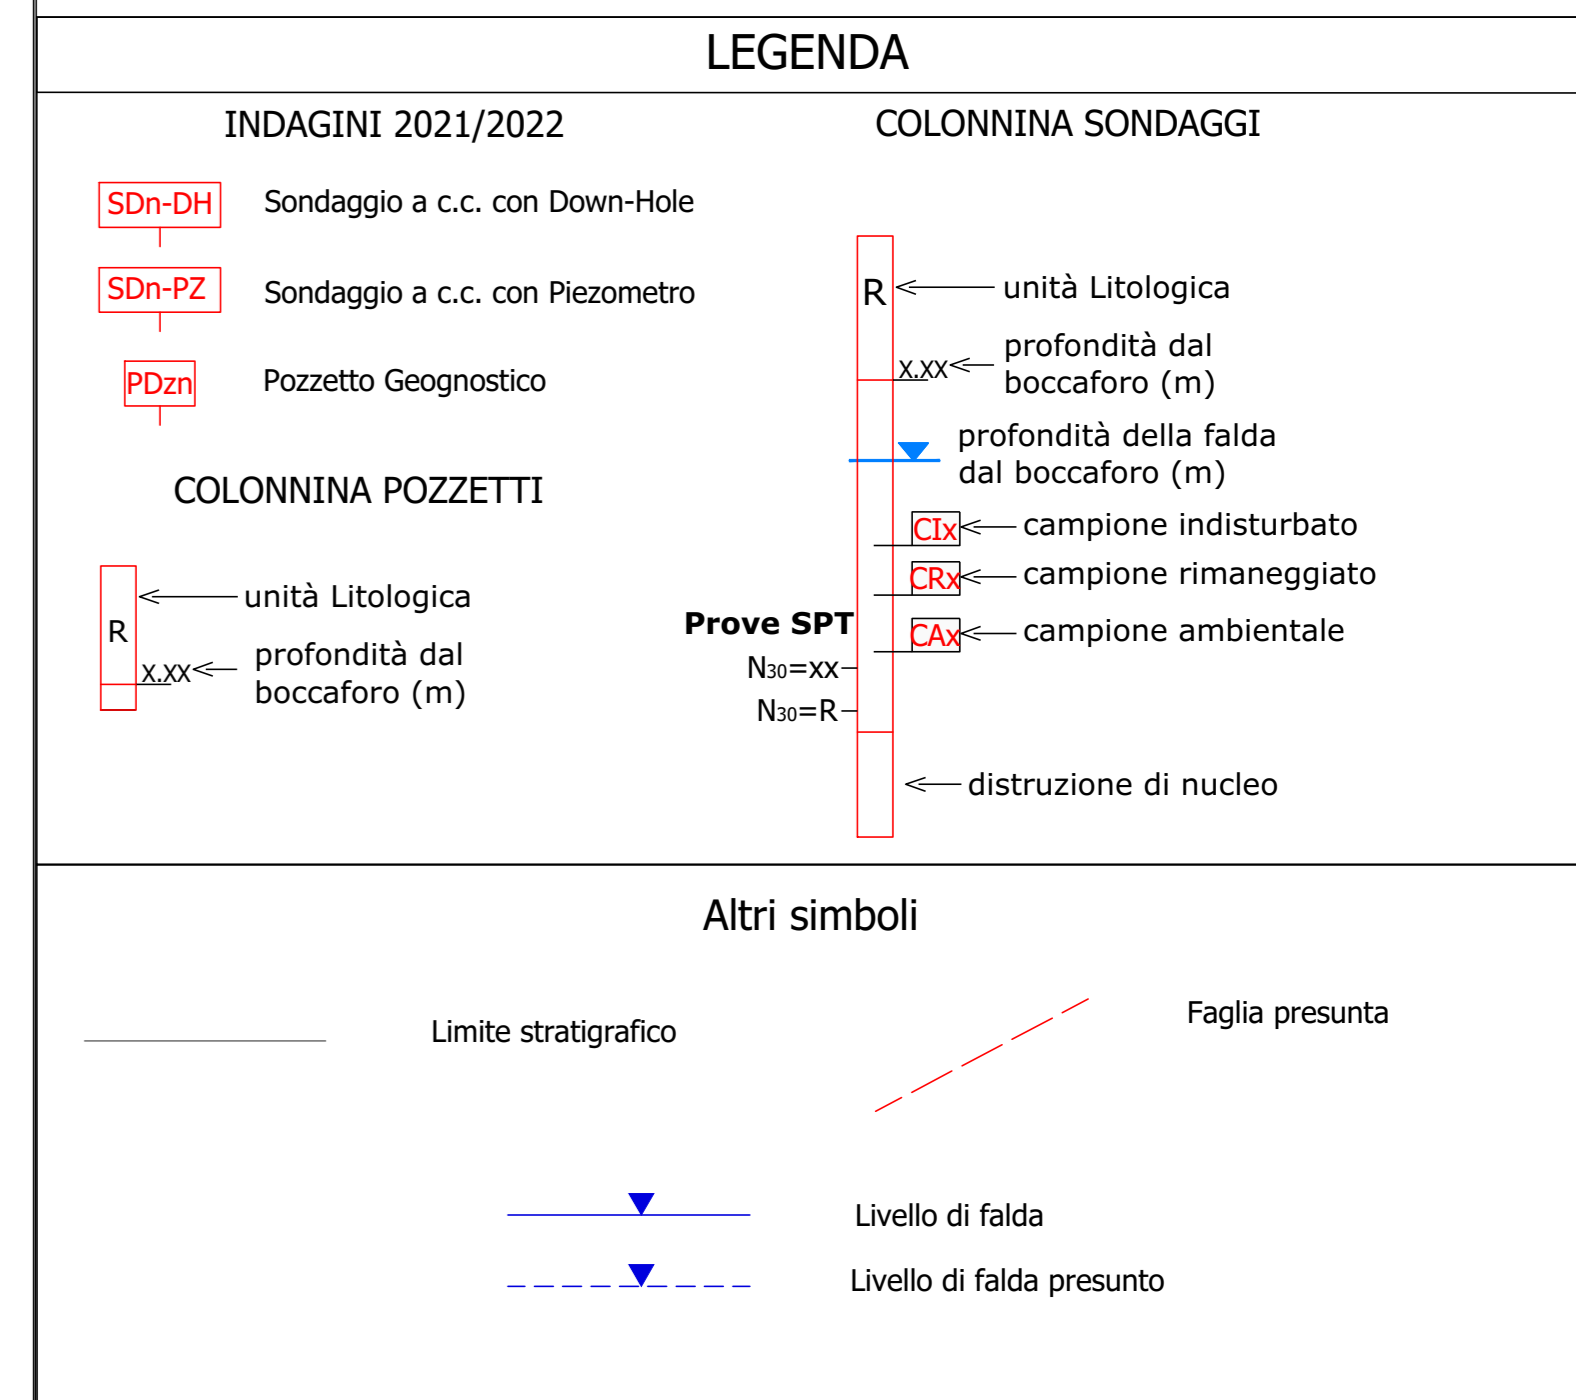 LEGENDA
INDAGINI 2021/2022
SDn-DH Sondaggio a c.c. con Down-Hole
SDn-PZ Sondaggio a c.c. con Piezometro
PDzn Pozzetto Geognostico
COLONNINA POZZETTI
unità Litologica
R
x.xx profondità dal
boccaforo (m)
COLONNINA SONDAGGI
R unità Litologica
x.xx profondità dal
boccaforo (m)
profondità della falda
dal boccaforo (m)
CIx campione indisturbato
CRx campione rimaneggiato
Prove SPT
CAx campione ambientale
N30=xx
N30=R
distruzione di nucleo
Altri simboli
Limite stratigrafico
Faglia presunta
Livello di falda
Livello di falda presunto